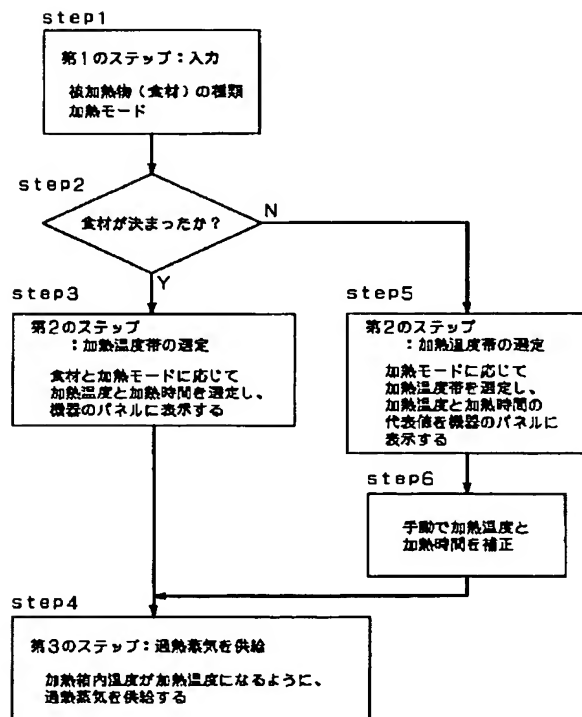 step1
第1のステップ：入力
被加熱物（食材）の種類
加熱モード
step2
食材が決まったか？
N
Y
step3
第2のステップ
：加熱温度帯の選定
食材と加熱モードに応じて
加熱温度と加熱時間を選定し、
機器のパネルに表示する
step5
第2のステップ
：加熱温度帯の選定
加熱モードに応じて
加熱温度帯を選定し、
加熱温度と加熱時間の
代表値を機器のパネルに
表示する
step6
手動で加熱温度と
加熱時間を補正
step4
第3のステップ：過熱蒸気を供給
加熱箱内温度が加熱温度になるように、
過熱蒸気を供給する